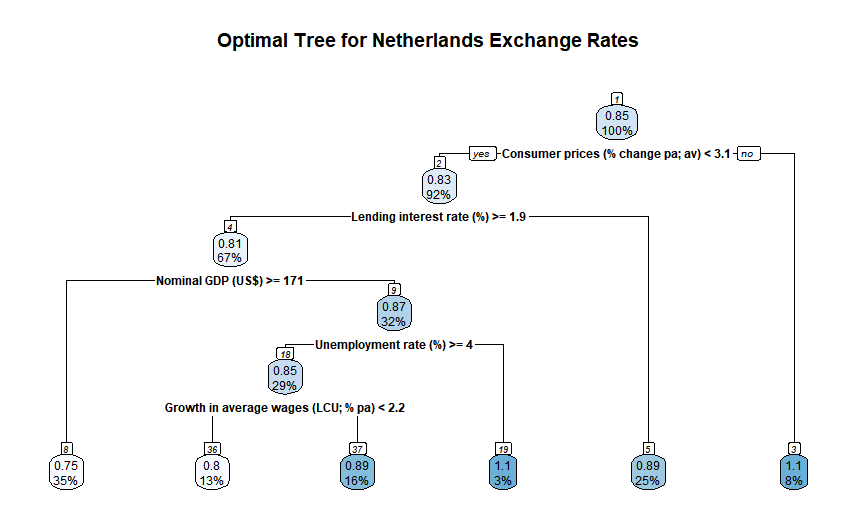 Optimal Tree for Netherlands Exchange Rates
1
0.85
100%
yes Consumer prices (% change pa; av) < 3.1 no
2
0.83
92%
Lending interest rate (%) >= 1.9
4
0.81
67%
Nominal GDP (US$) >= 171
9
0.87
32%
Unemployment rate (%) >= 4
18
0.85
29%
Growth in average wages (LCU; % pa) < 2.2
8 36 37 19 5 3
0.75 0.8 0.89 1.1 0.89 1.1
35% 13% 16% 3% 25% 8%